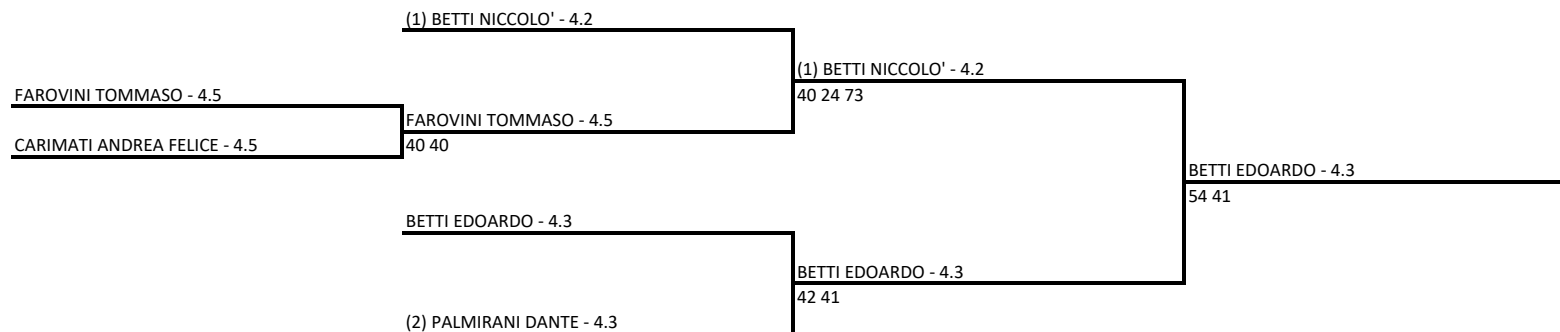 (1) BETTI NICCOLO' - 4.2
(1) BETTI NICCOLO' - 4.2
FAROVINI TOMMASO - 4.5
40 24 73
FAROVINI TOMMASO - 4.5
CARIMATI ANDREA FELICE - 4.5
40 40
BETTI EDOARDO - 4.3
54 41
BETTI EDOARDO - 4.3
BETTI EDOARDO - 4.3
42 41
(2) PALMIRANI DANTE - 4.3